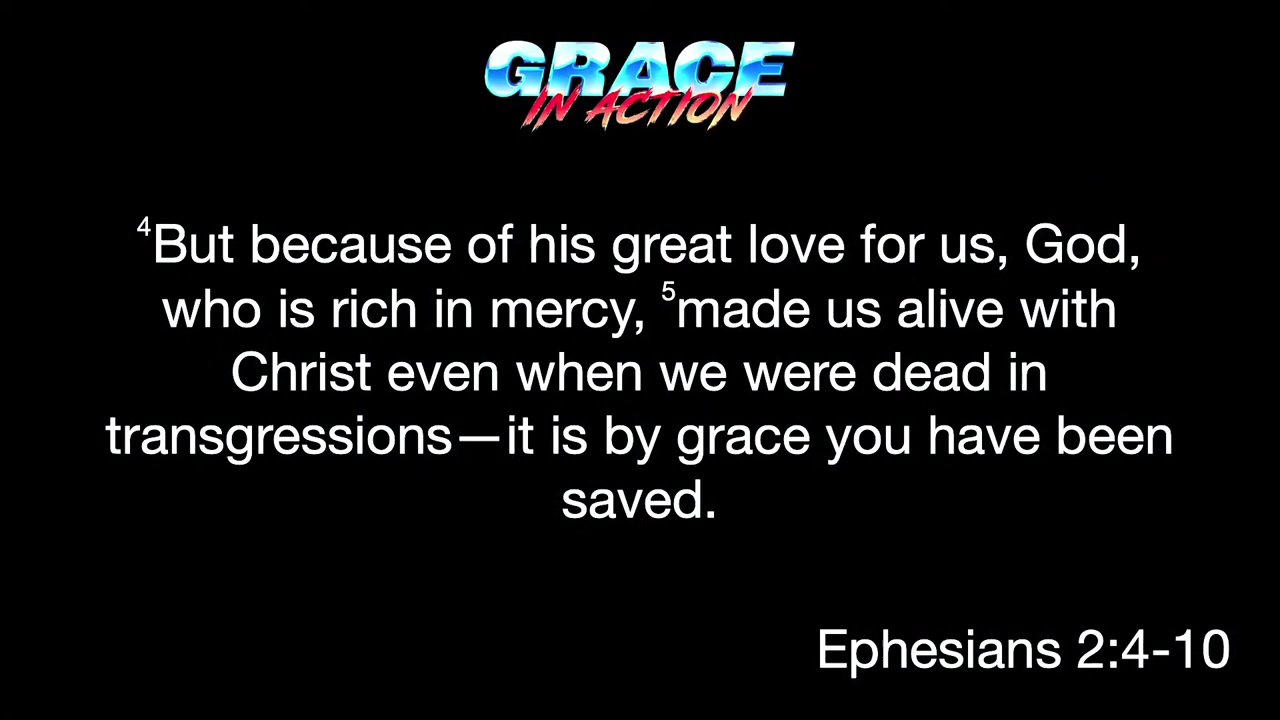 GRACE
IN ACTION
⁴But because of his great love for us, God,
who is rich in mercy, ⁵made us alive with
Christ even when we were dead in
transgressions—it is by grace you have been
saved.
Ephesians 2:4-10